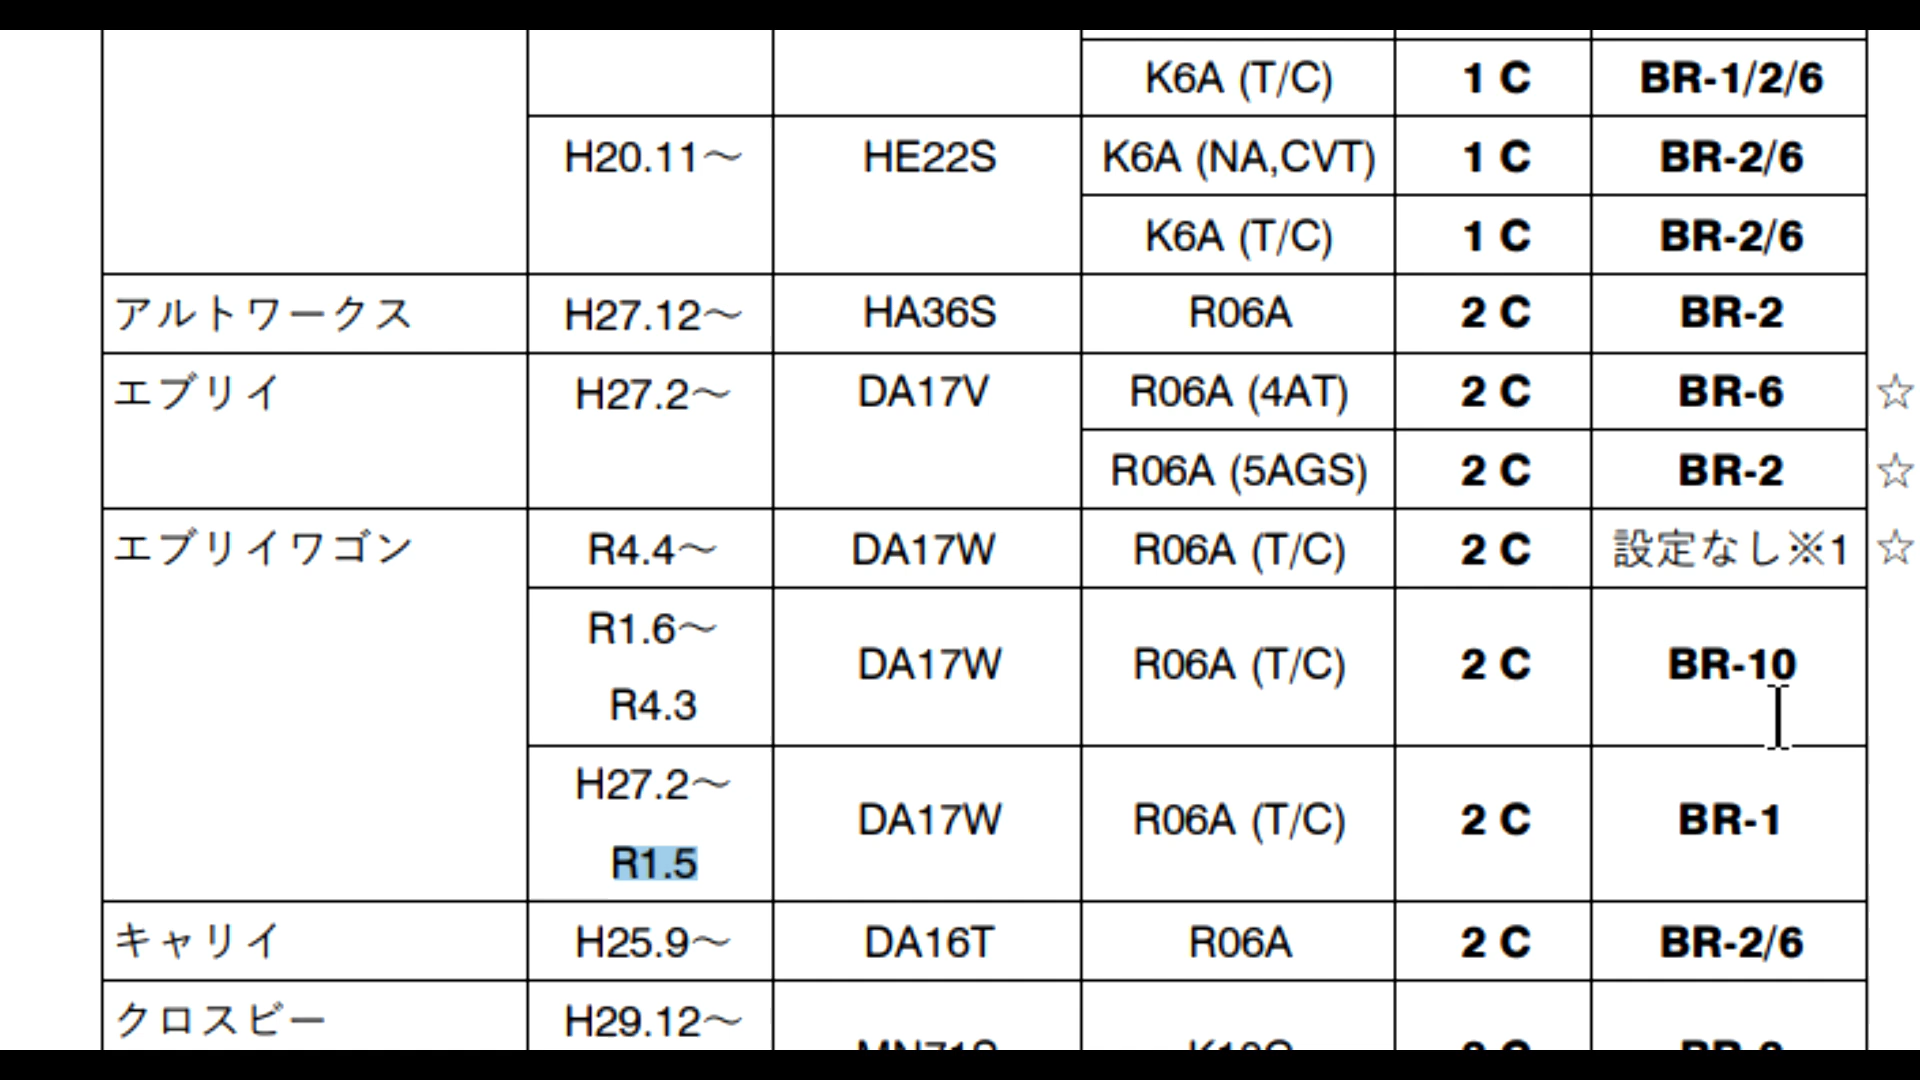 K6A (T/C) 1 C BR-1/2/6
H20.11～ HE22S K6A (NA,CVT) 1 C BR-2/6
K6A (T/C) 1 C BR-2/6
アルトワークス H27.12～ HA36S R06A 2 C BR-2
エブリイ H27.2～ DA17V R06A (4AT) 2 C BR-6 ☆
R06A (5AGS) 2 C BR-2 ☆
エブリイワゴン R4.4～ DA17W R06A (T/C) 2 C 設定なし※1 ☆
R1.6～
R4.3 DA17W R06A (T/C) 2 C BR-10
H27.2～
R1.5 DA17W R06A (T/C) 2 C BR-1
キャリイ H25.9～ DA16T R06A 2 C BR-2/6
クロスビー H29.12～